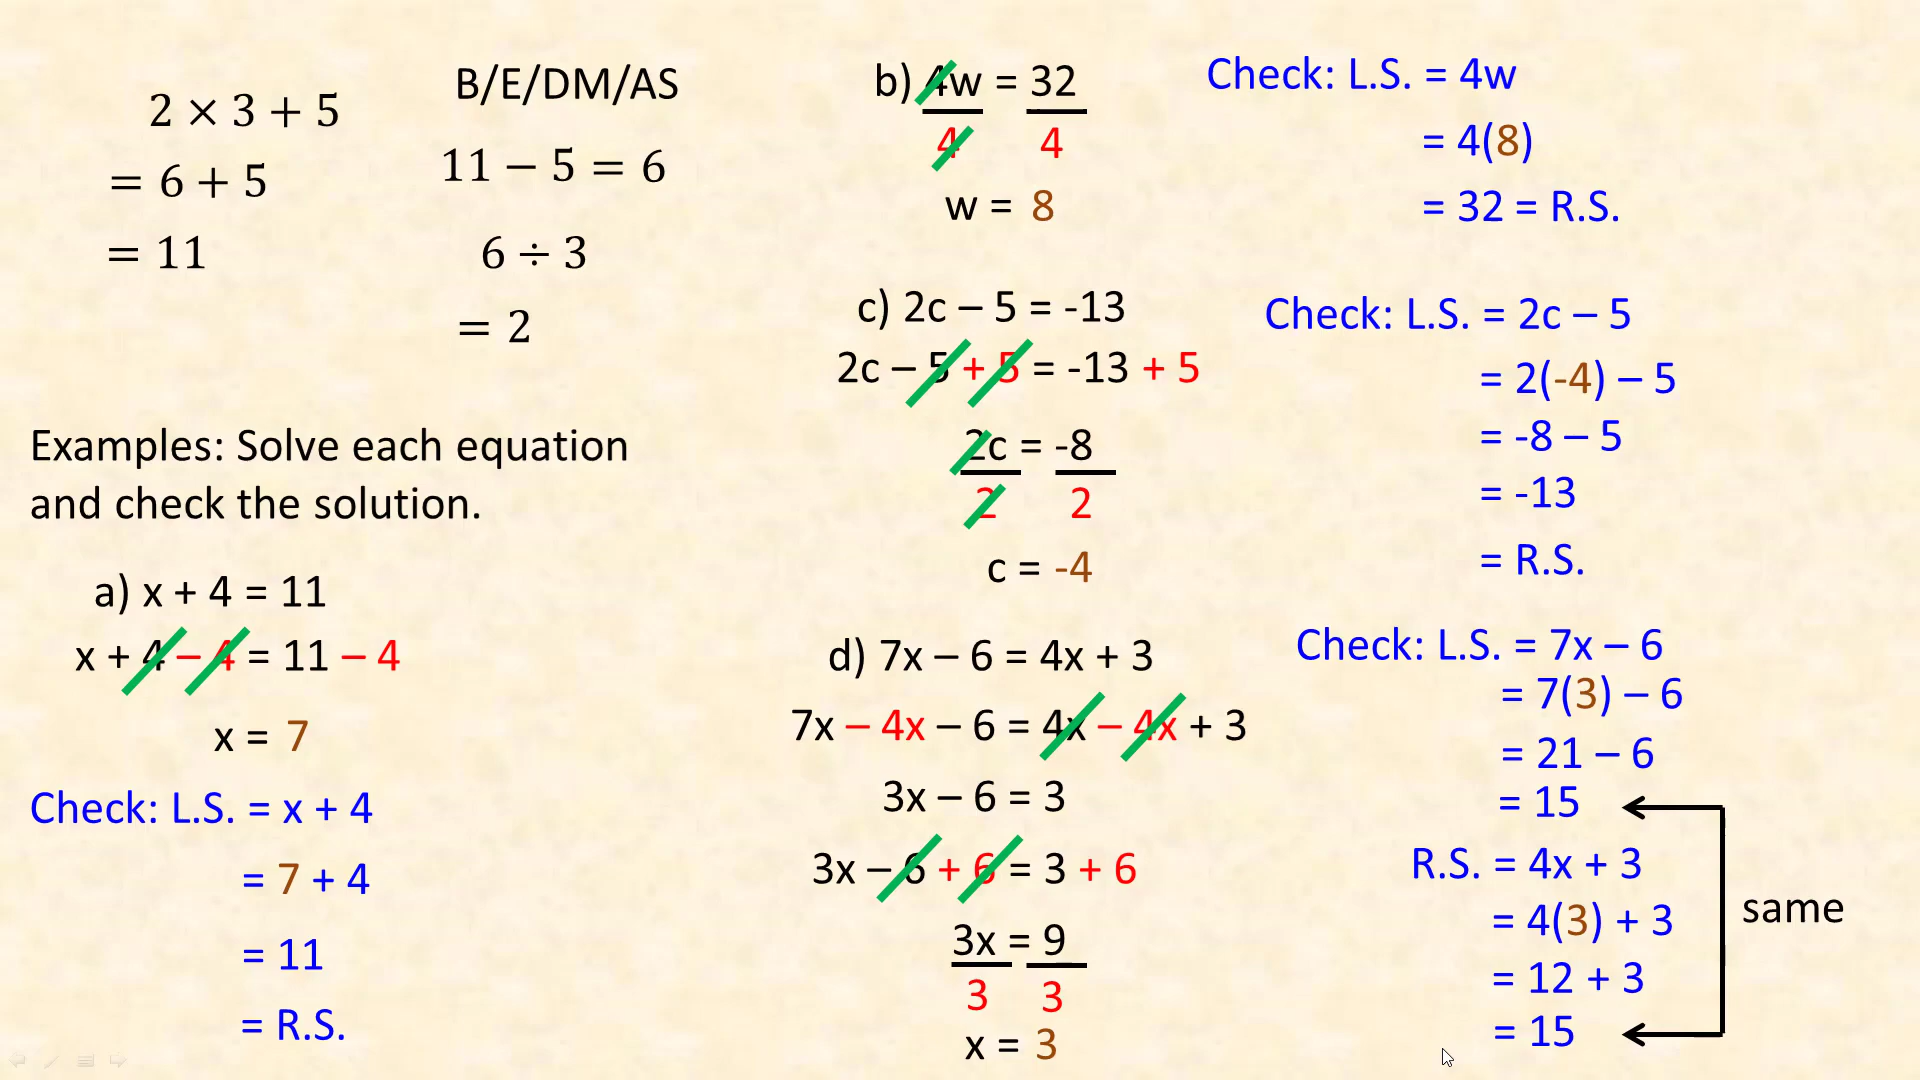 2 × 3 + 5
= 6 + 5
= 11
B/E/DM/AS
11 − 5 = 6
6 ÷ 3
= 2
Examples: Solve each equation
and check the solution.
a) x + 4 = 11
x + 4 – 4 = 11 – 4
x = 7
Check: L.S. = x + 4
= 7 + 4
= 11
= R.S.
b) 4w = 32
4 4
w = 8
Check: L.S. = 4w
= 4(8)
= 32 = R.S.
c) 2c – 5 = -13
2c – 5 + 5 = -13 + 5
2c = -8
2 2
c = -4
Check: L.S. = 2c – 5
= 2(-4) – 5
= -8 – 5
= -13
= R.S.
d) 7x – 6 = 4x + 3
7x – 4x – 6 = 4x – 4x + 3
3x – 6 = 3
3x – 6 + 6 = 3 + 6
3x = 9
3 3
x = 3
Check: L.S. = 7x – 6
= 7(3) – 6
= 21 – 6
= 15
R.S. = 4x + 3
= 4(3) + 3
= 12 + 3
= 15
same